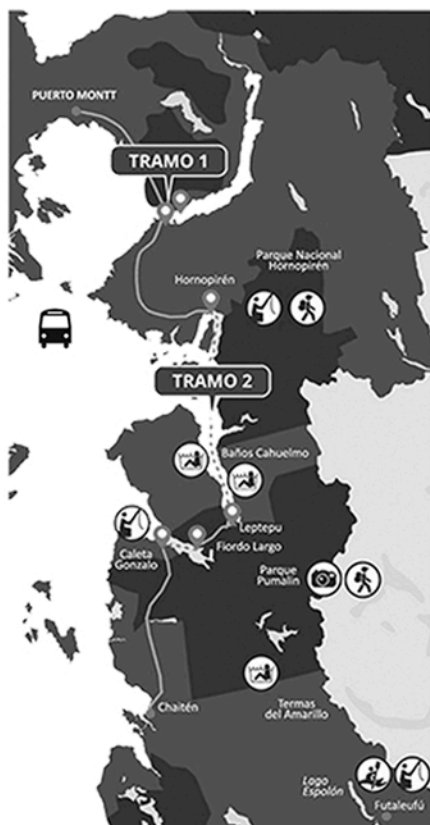 PUERTO MONTT
TRAMO 1
Parque Nacional
Hornopirén
Hornopirén
TRAMO 2
Baños Cahuelmo
Leptepu
Fiordo Largo
Caleta
Gonzalo
Parque
Pumalin
Chaitén
Termas
del Amarillo
Lago
Espolón
Futaleufú